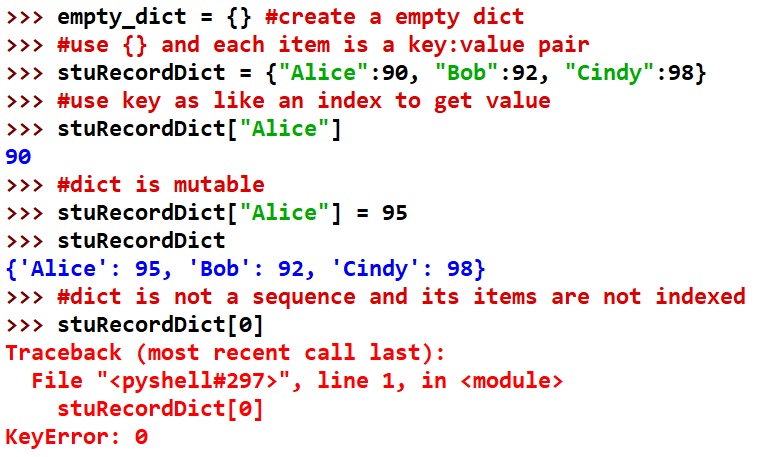 >>> empty_dict = {} #create a empty dict
>>> #use {} and each item is a key:value pair
>>> stuRecordDict = {"Alice":90, "Bob":92, "Cindy":98}
>>> #use key as like an index to get value
>>> stuRecordDict["Alice"]
90
>>> #dict is mutable
>>> stuRecordDict["Alice"] = 95
>>> stuRecordDict
{'Alice': 95, 'Bob': 92, 'Cindy': 98}
>>> #dict is not a sequence and its items are not indexed
>>> stuRecordDict[0]
Traceback (most recent call last):
  File "<pyshell#297>", line 1, in <module>
    stuRecordDict[0]
KeyError: 0